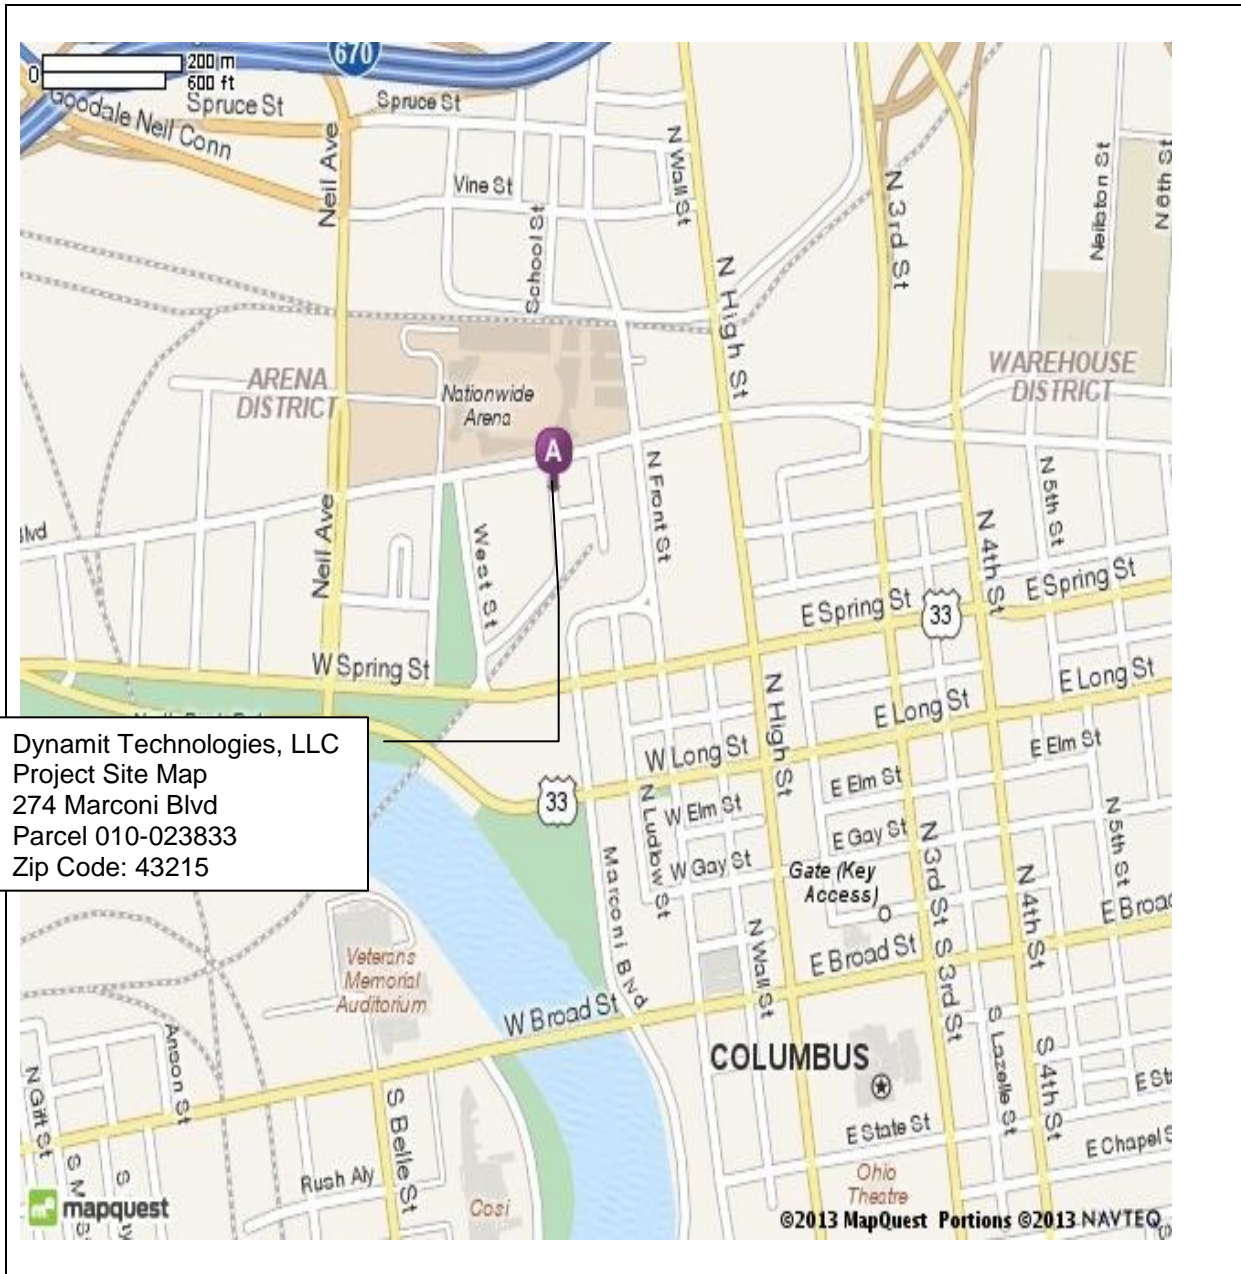 670
0
200 m
600 ft
Goodale Neil Conn
Spruce St
Spruce St
Neil Ave
N Wall St
Vine St
School St
N 3rd St
Neilston St
N 6th St
N High St
ARENA
DISTRICT
Nationwide
Arena
WAREHOUSE
DISTRICT
A
N Front St
N 5th St
Blvd
Neil Ave
West St
N 4th St
E Spring St
E Spring St
33
W Spring St
E Long St
E Long St
N High St
W Long St
E Elm St
E Elm St
Dynamit Technologies, LLC
Project Site Map
274 Marconi Blvd
Parcel 010-023833
Zip Code: 43215
33
N Ludlow St
W Elm St
E Gay St
N 3rd St
N 5th St
W Gay St
Gate (Key
Access)
Marconi Blvd
N 4th St
E Broad
N Wall St
E Broad St
Veterans
Memorial
Auditorium
W Broad St
S 3rd St
S Lazelle St
S 4th St
COLUMBUS
Anson St
N Gift St
E St
E State St
E Chapel S
S Belle St
Rush Aly
Cosi
Ohio
Theatre
S M
S
mapquest
©2013 MapQuest Portions ©2013 NAVTEQ